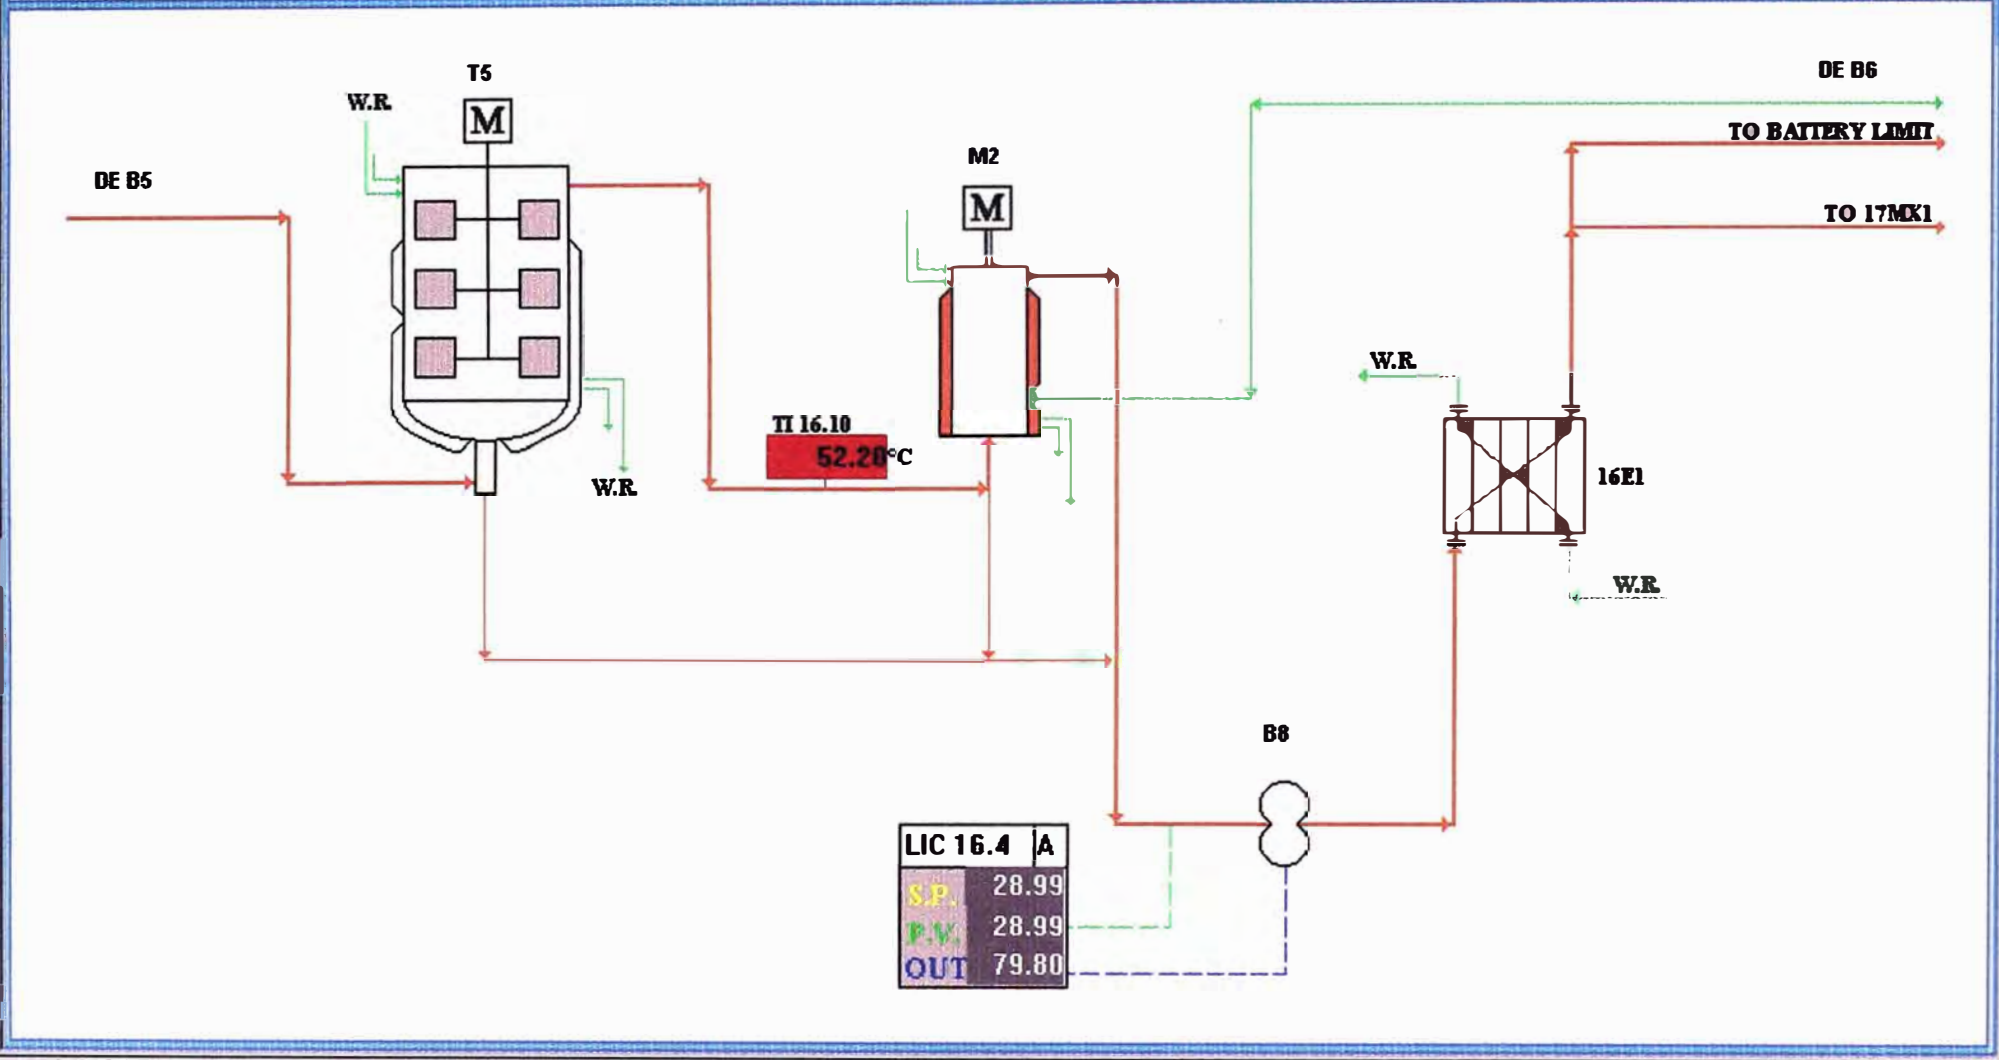 T5
DE B6
W.R.
M
TO BATTERY LIMIT
M2
DE B5
M
TO 17MX1
W.R.
TI 16.10
52.20°C
16E1
W.R.
W.R.
B8
LIC 16.4 A
S.P. 28.99
P.V. 28.99
OUT 79.80